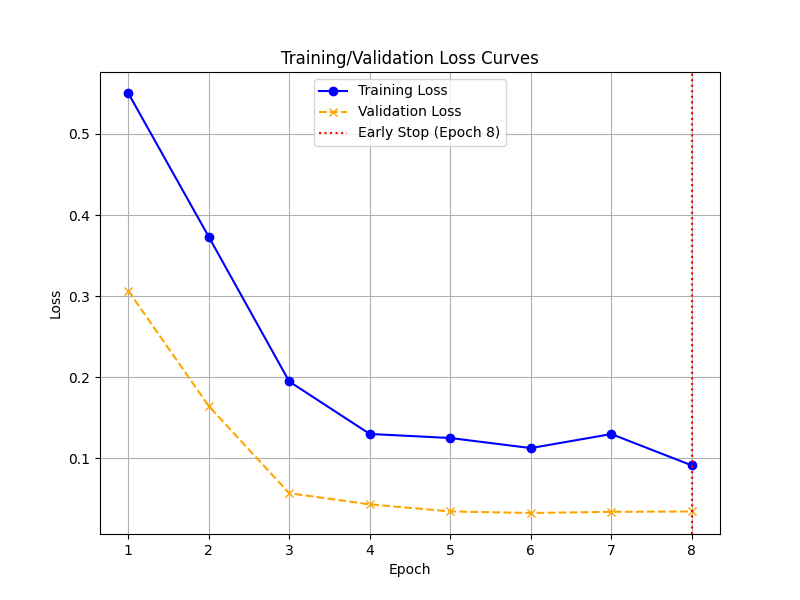 Training/Validation Loss Curves
Training Loss
Validation Loss
Early Stop (Epoch 8)
Loss
0.5
0.4
0.3
0.2
0.1
1 2 3 4 5 6 7 8
Epoch